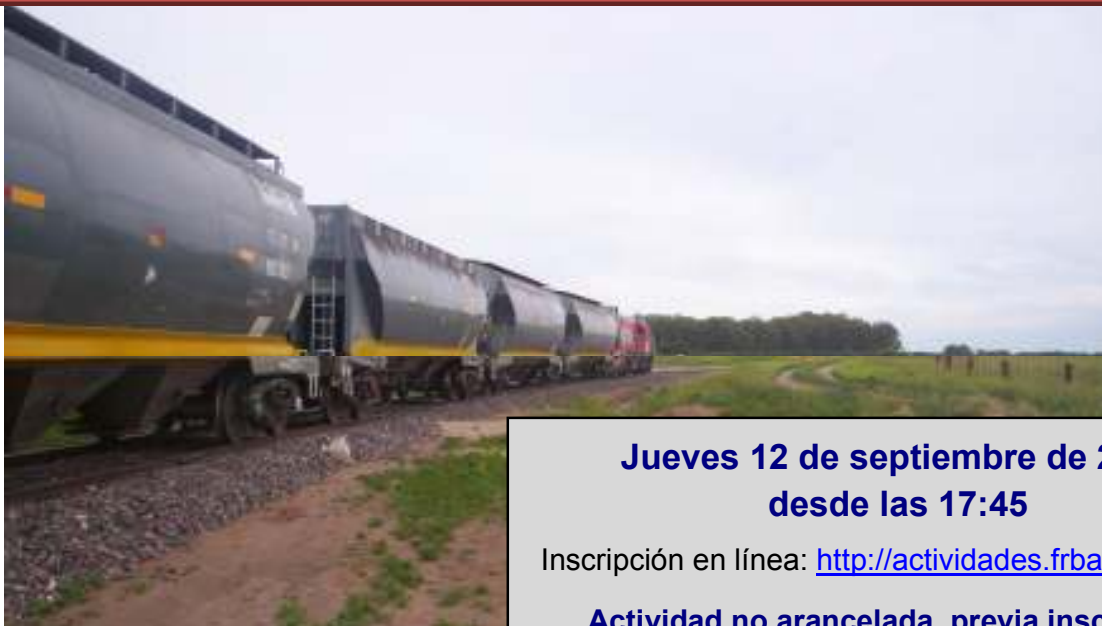 Jueves 12 de septiembre de 2
desde las 17:45
Inscripción en línea: http://actividades.frba
Actividad no arancelada, previa insc